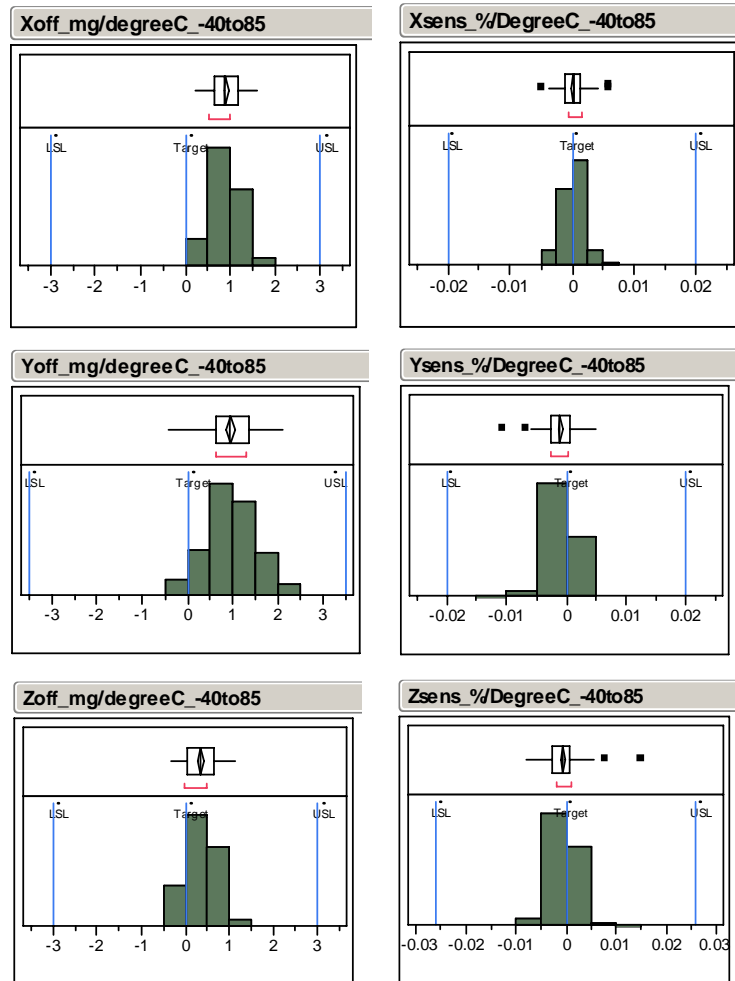 Xoff_mg/degreeC_-40to85
LSL Target USL
-3 -2 -1 0 1 2 3
Xsens_%/DegreeC_-40to85
LSL Target USL
-0.02 -0.01 0 0.01 0.02
Yoff_mg/degreeC_-40to85
LSL Target USL
-3 -2 -1 0 1 2 3
Ysens_%/DegreeC_-40to85
LSL Target USL
-0.02 -0.01 0 0.01 0.02
Zoff_mg/degreeC_-40to85
LSL Target USL
-3 -2 -1 0 1 3
Zsens_%/DegreeC_-40to85
LSL Target USL
-0.03 -0.02 -0.01 0 0.01 0.02 0.03